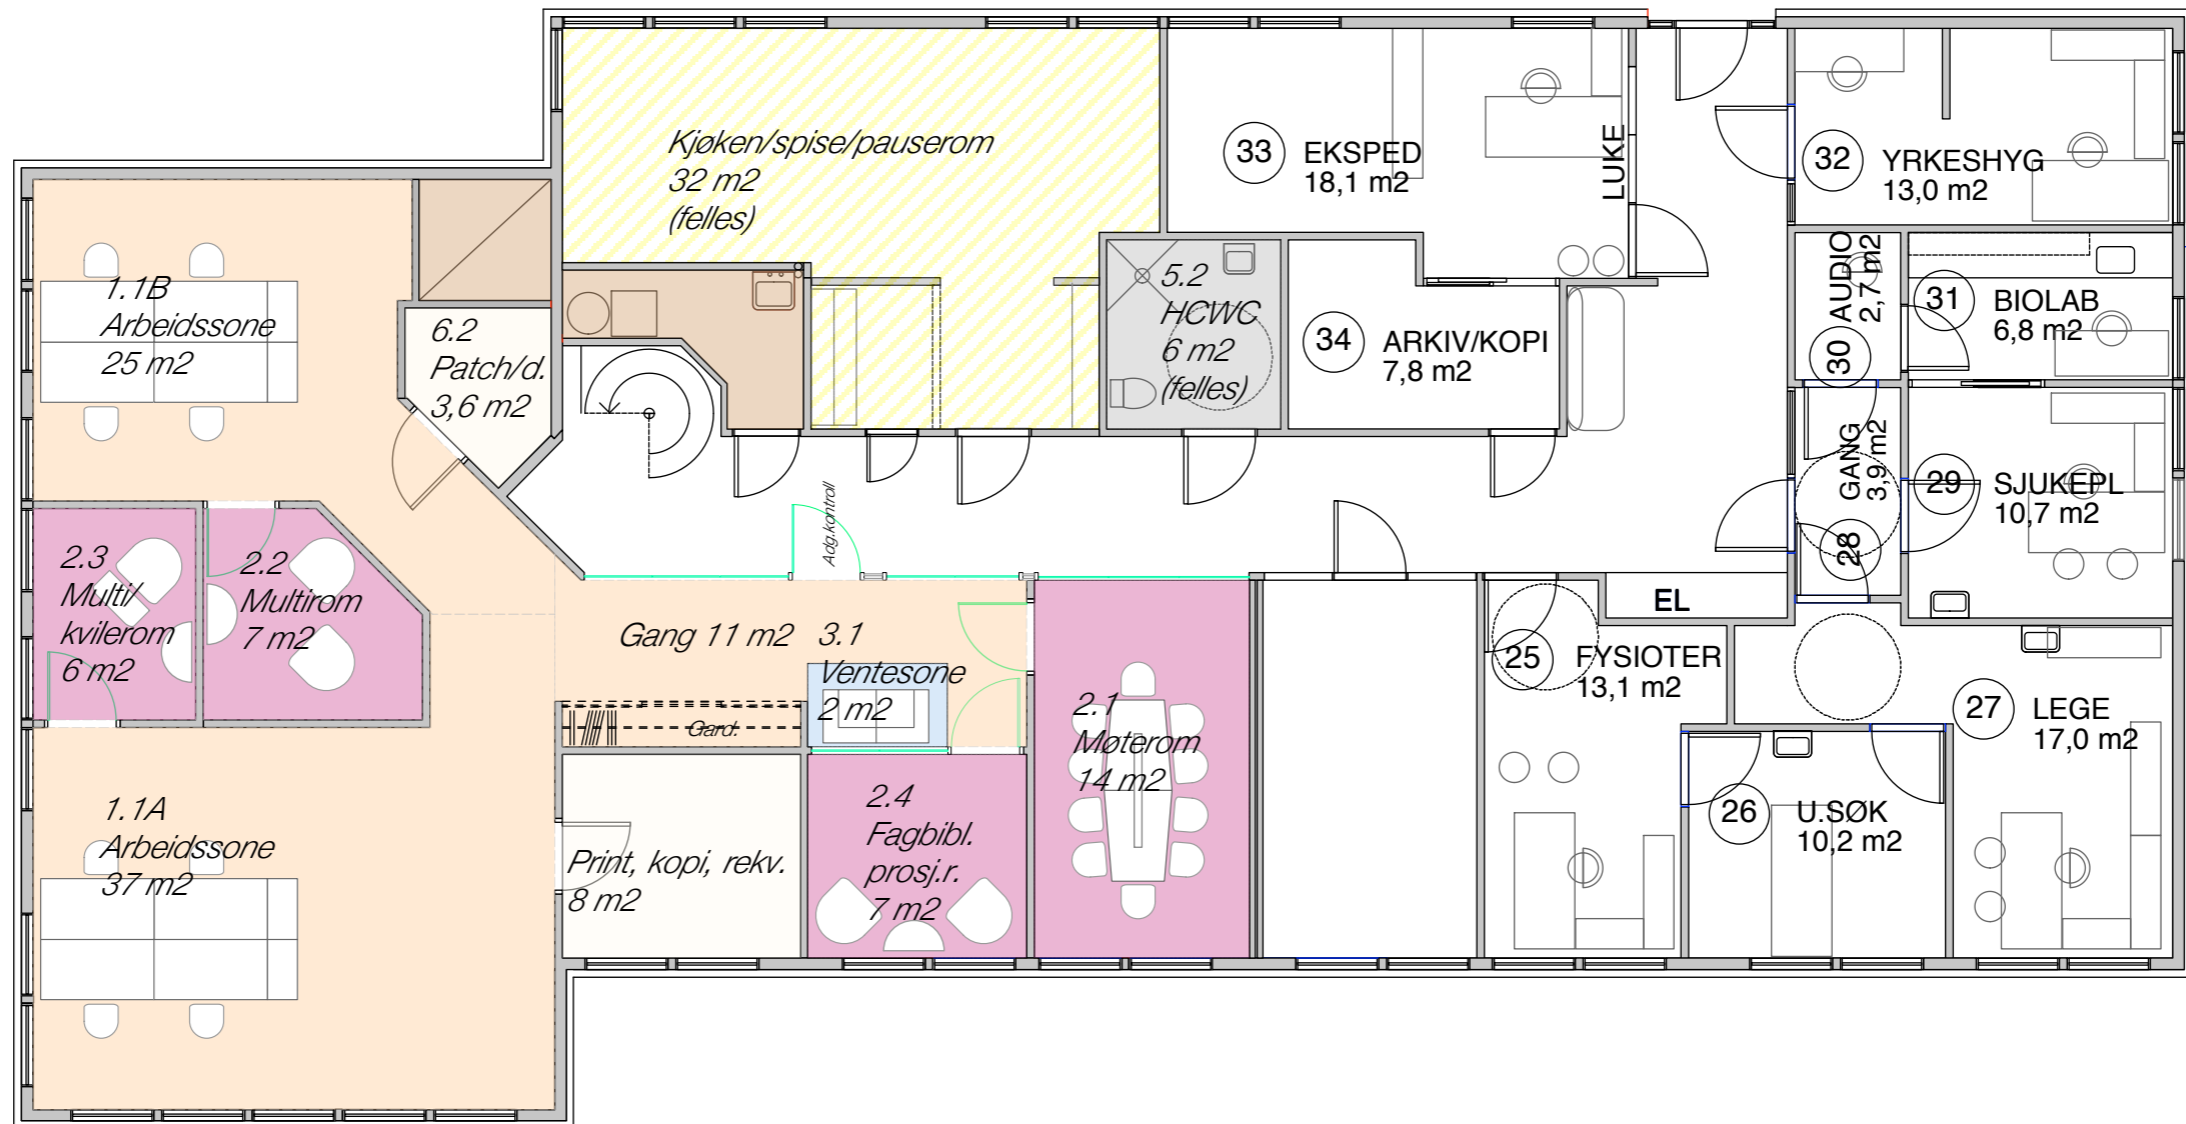 Kjøken/spise/pauserom
32 m2
(felles)
33
EKSPED
18,1 m2
LUKE
32
YRKESHYG
13,0 m2
1.1B
Arbeidssone
25 m2
6.2
Patch/d.
3,6 m2
5.2
HCWC
6 m2
(felles)
34
ARKIV/KOPI
7,8 m2
30
AUDIO
2,7 m2
31
BIOLAB
6,8 m2
28
GANG
3,9 m2
29
SJUKEPL
10,7 m2
Adg.kontroll
2.3
Multi/
kvilerom
6 m2
2.2
Multirom
7 m2
Gang 11 m2
3.1
Ventesone
2 m2
Gard.
2.1
Møterom
14 m2
EL
25
FYSIOTER
13,1 m2
27
LEGE
17,0 m2
26
U.SØK
10,2 m2
1.1A
Arbeidssone
37 m2
Print, kopi, rekv.
8 m2
2.4
Fagbibl.
prosj.r.
7 m2